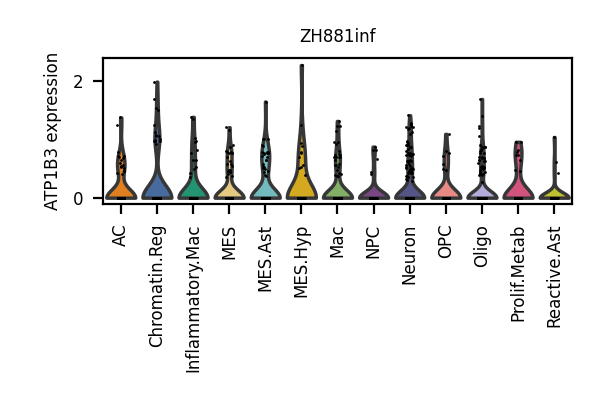 ZH881inf
ATP1B3 expression
2
0
AC
Chromatin.Reg
Inflammatory.Mac
MES
MES.Ast
MES.Hyp
Mac
NPC
Neuron
OPC
Oligo
Prolif.Metab
Reactive.Ast